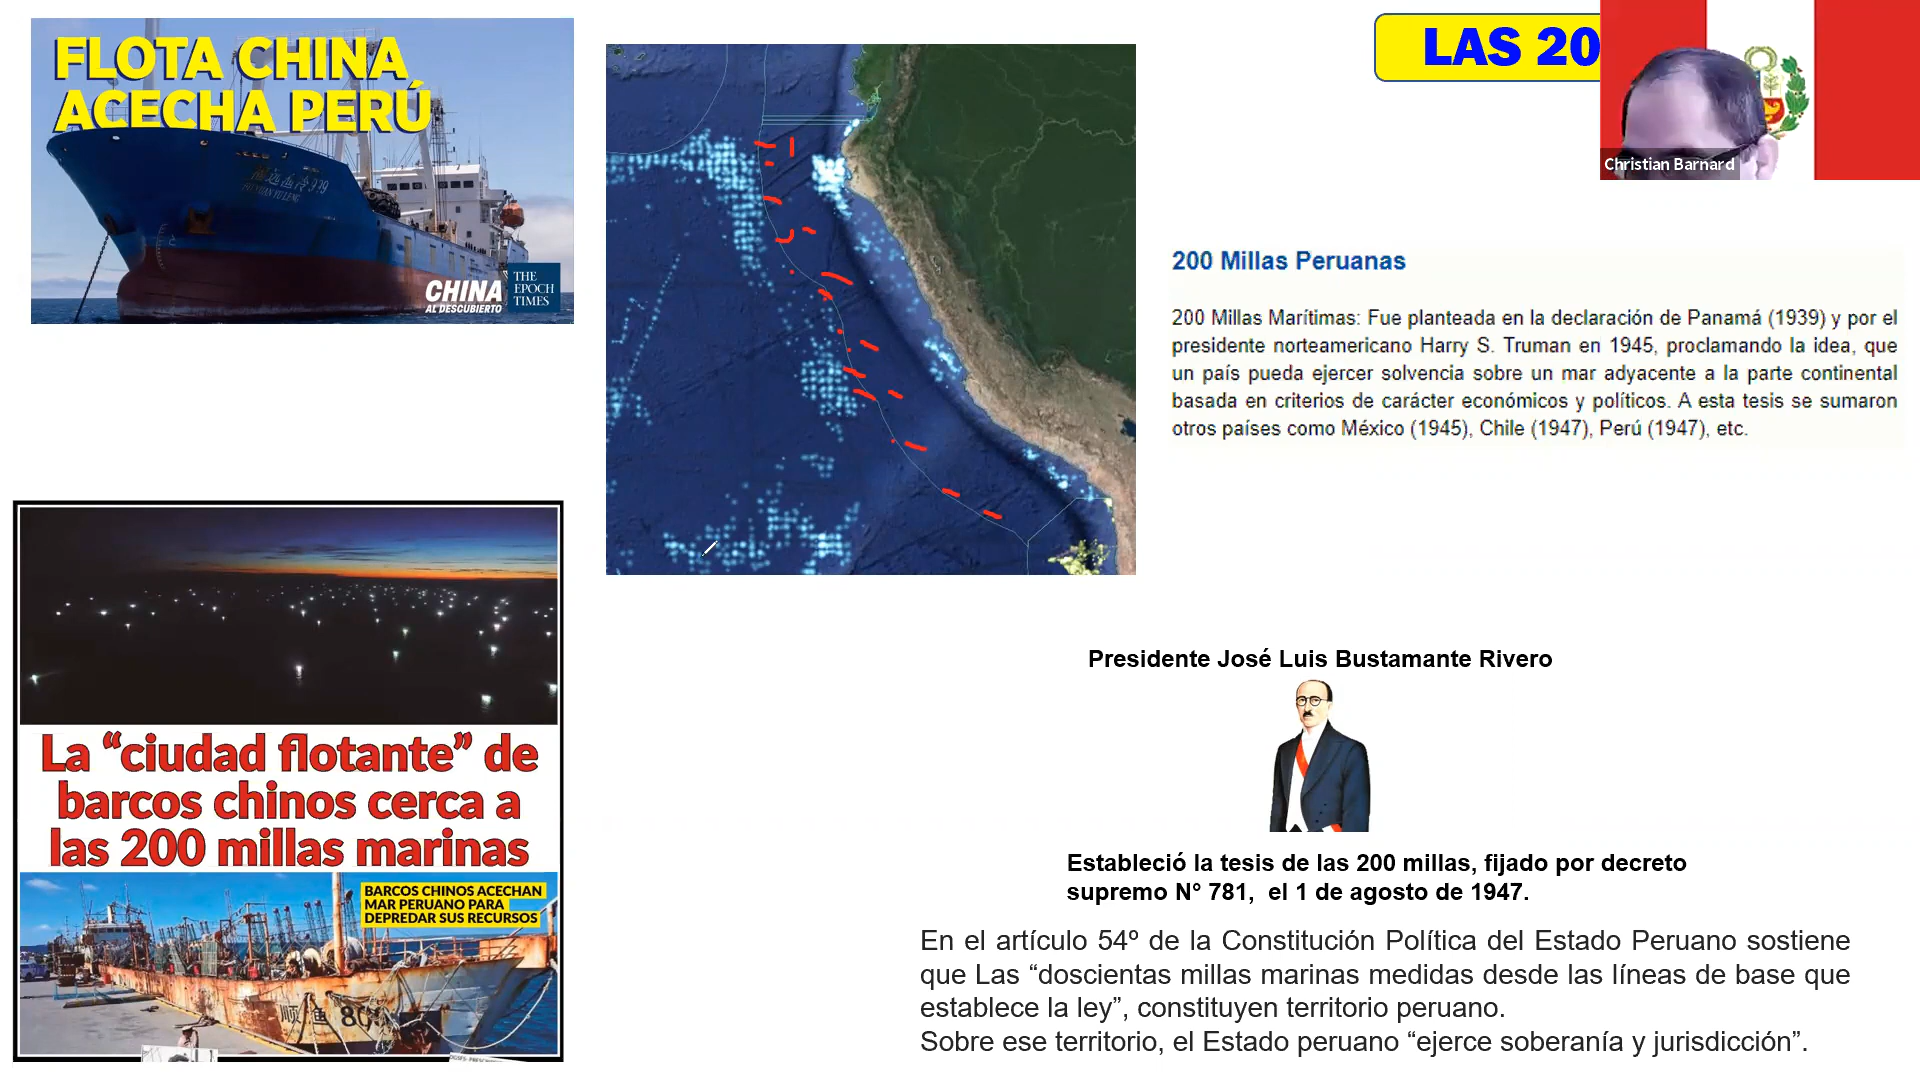 FLOTA CHINA
ACECHA PERÚ
FU YUAN YU LENG
979
CHINA
AL DESCUBIERTO
THE
EPOCH
TIMES
LAS 20
Christian Barnard
200 Millas Peruanas
200 Millas Marítimas: Fue planteada en la declaración de Panamá (1939) y por el
presidente norteamericano Harry S. Truman en 1945, proclamando la idea, que
un país pueda ejercer solvencia sobre un mar adyacente a la parte continental
basada en criterios de carácter económicos y políticos. A esta tesis se sumaron
otros países como México (1945), Chile (1947), Perú (1947), etc.
La “ciudad flotante” de
barcos chinos cerca a
las 200 millas marinas
BARCOS CHINOS ACECHAN
MAR PERUANO PARA
DEPREDAR SUS RECURSOS
Presidente José Luis Bustamante Rivero
Estableció la tesis de las 200 millas, fijado por decreto
supremo N° 781, el 1 de agosto de 1947.
En el artículo 54º de la Constitución Política del Estado Peruano sostiene
que Las “doscientas millas marinas medidas desde las líneas de base que
establece la ley”, constituyen territorio peruano.
Sobre ese territorio, el Estado peruano “ejerce soberanía y jurisdicción”.